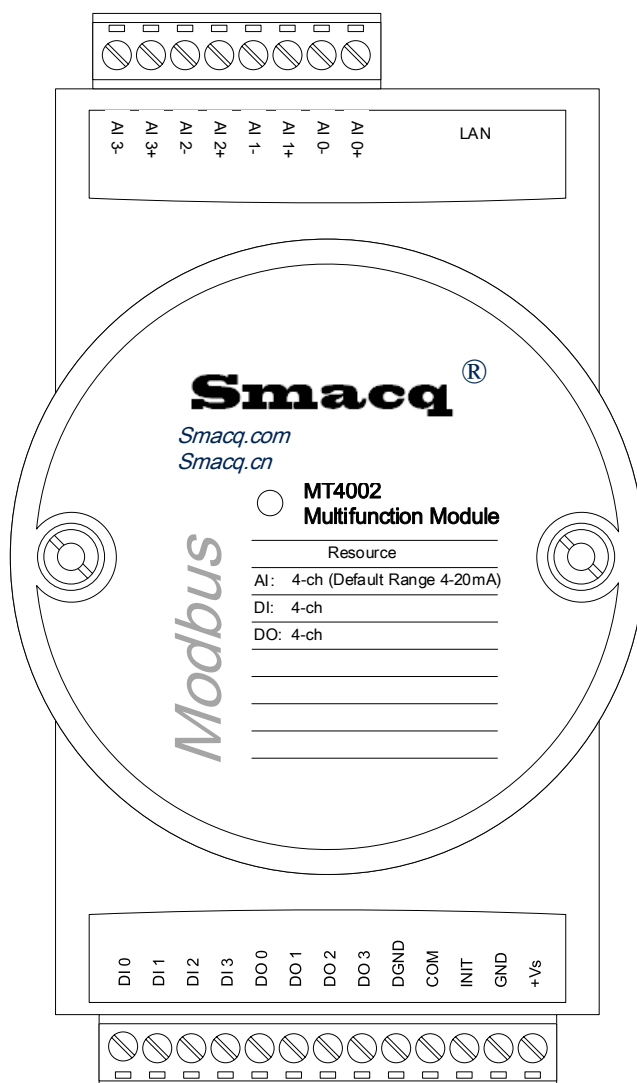 AI 3- AI 3+ AI 2- AI 2+ AI 1- AI 1+ AI 0- AI 0+ LAN
Smacq ®
Smacq.com
Smacq.cn
MT4002
Multifunction Module
Modbus
Resource
AI: 4-ch (Default Range 4-20mA)
DI: 4-ch
DO: 4-ch
DI 0 DI 1 DI 2 DI 3 DO 0 DO 1 DO 2 DO 3 DGND COM INIT GND +Vs